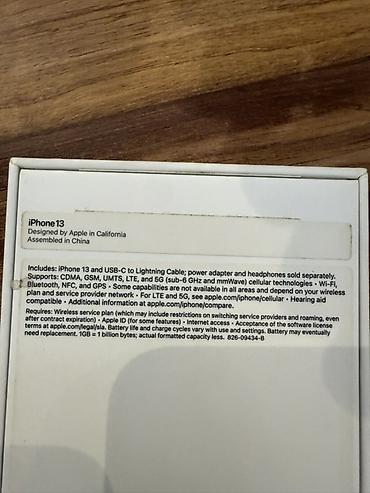 iPhone 13
Designed by Apple in California
Assembled in China
Includes: iPhone 13 and USB-C to Lightning Cable; power adapter and headphones sold separately.
Supports: CDMA, GSM, UMTS, LTE, and 5G (sub-6 GHz and mmWave) cellular technologies • Wi-Fi,
Bluetooth, NFC, and GPS • Some capabilities are not available in all areas and depend on your wireless
plan and service provider network • For LTE and 5G, see apple.com/iphone/cellular • Hearing aid
compatible • Additional information at apple.com/iphone/compare.
Requires: Wireless service plan (which may include restrictions on switching service providers and roaming, even
after contract expiration) • Apple ID (for some features) • Internet access • Acceptance of the software license
terms at apple.com/legal/sla. Battery life and charge cycles vary with use and settings. Battery may eventually
need replacement. 1GB = 1 billion bytes; actual formatted capacity less. 826-09434-B